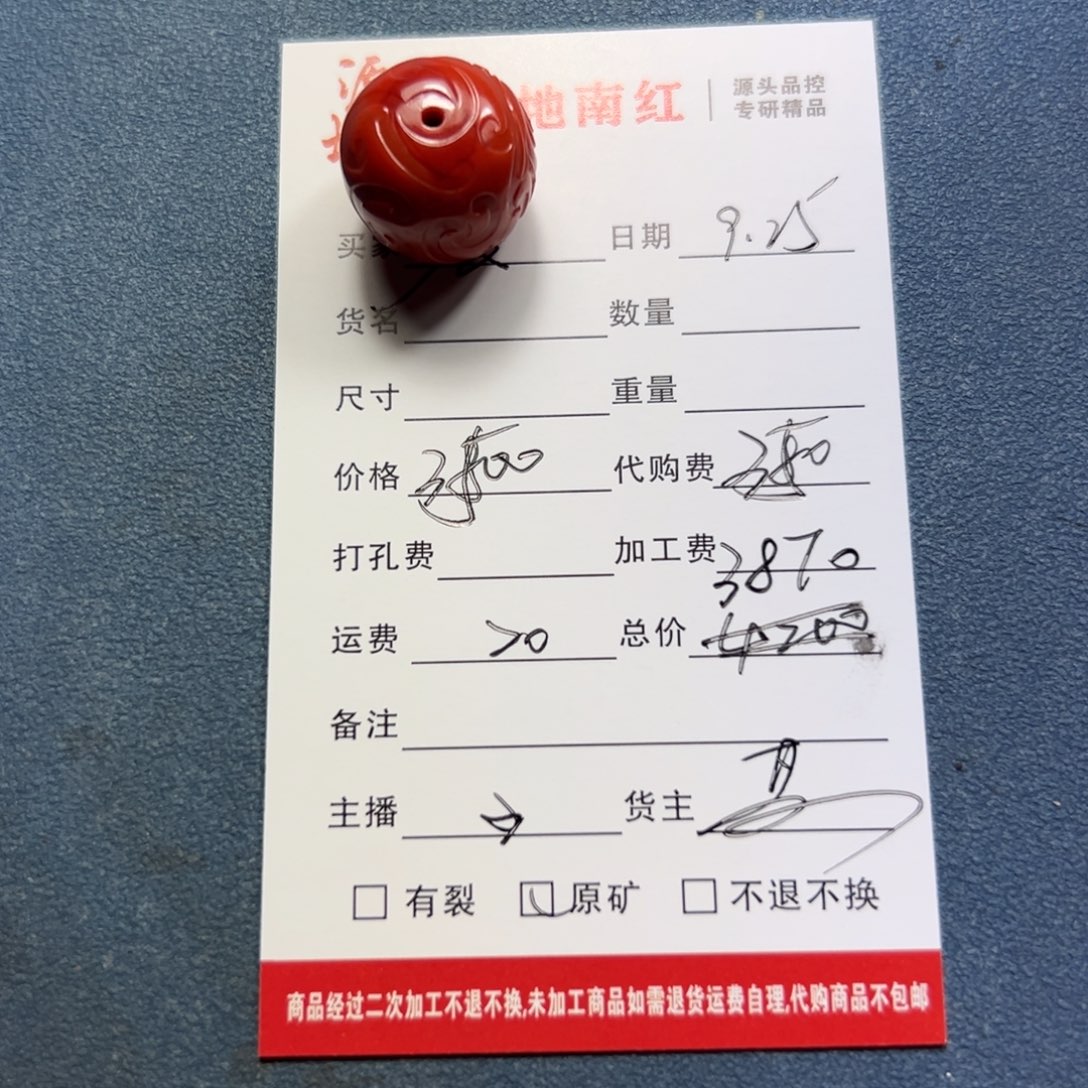 源 地南红 源头品控
专研精品
买家 日期 9.25
货名 数量
尺寸 重量
价格 代购费
打孔费 加工费 3870
运费 20 总价 4200
备注
主播 货主
有裂 原矿 不退不换
商品经过二次加工不退不换,未加工商品如需退货运费自理,代购商品不包邮